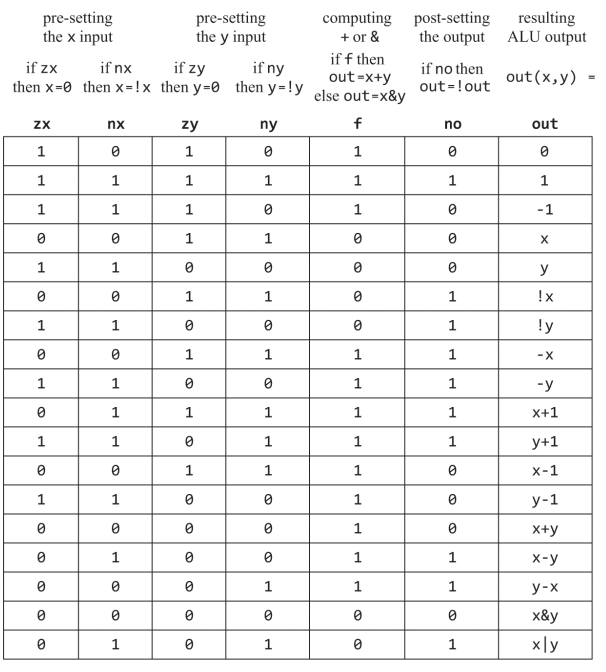 pre-setting the x input pre-setting the y input computing + or & post-setting the output resulting ALU output
if zx then x=0 if nx then x=!x if zy then y=0 if ny then y=!y if f then out=x+y else out=x&y if no then out=!out out(x,y) =
zx nx zy ny f no out
1 0 1 0 1 0 0
1 1 1 1 1 1 1
1 1 1 0 1 0 -1
0 0 1 1 0 0 x
1 1 0 0 0 0 y
0 0 1 1 0 1 !x
1 1 0 0 0 1 !y
0 0 1 1 1 1 -x
1 1 0 0 1 1 -y
0 1 1 1 1 1 x+1
1 1 0 1 1 1 y+1
0 0 1 1 1 0 x-1
1 1 0 0 1 0 y-1
0 0 0 0 1 0 x+y
0 1 0 0 1 1 x-y
0 0 0 1 1 1 y-x
0 0 0 0 0 0 x&y
0 1 0 1 0 1 x|y